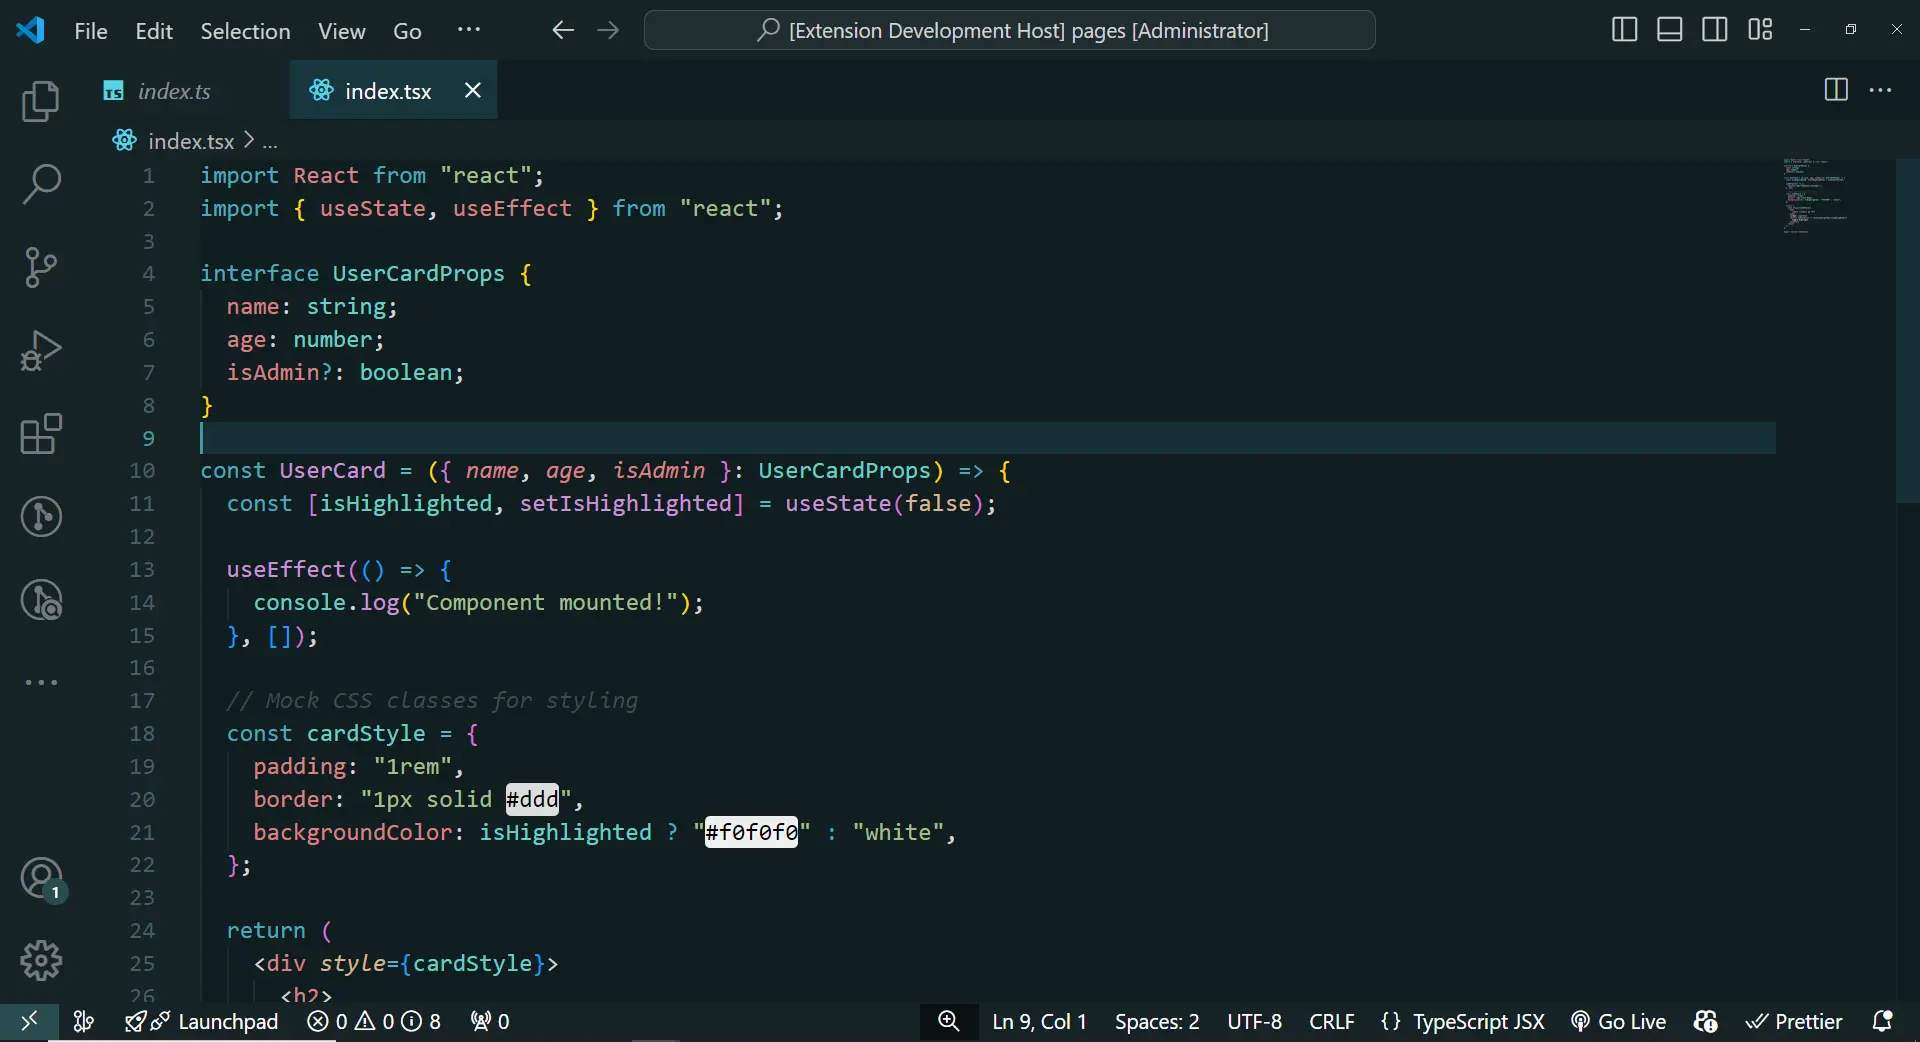 File Edit Selection View Go ···
[Extension Development Host] pages [Administrator]
TS index.ts
index.tsx
index.tsx > ...
1 import React from "react";
2 import { useState, useEffect } from "react";
3
4 interface UserCardProps {
5   name: string;
6   age: number;
7   isAdmin?: boolean;
8 }
9
10 const UserCard = ({ name, age, isAdmin }: UserCardProps) => {
11   const [isHighlighted, setIsHighlighted] = useState(false);
12
13   useEffect(() => {
14     console.log("Component mounted!");
15   }, []);
16
17   // Mock CSS classes for styling
18   const cardStyle = {
19     padding: "1rem",
20     border: "1px solid #ddd",
21     backgroundColor: isHighlighted ? "#f0f0f0" : "white",
22   };
23
24   return (
25     <div style={cardStyle}>
26       <h2>
1
Launchpad 0 0 8 0 Ln 9, Col 1 Spaces: 2 UTF-8 CRLF {} TypeScript JSX Go Live Prettier